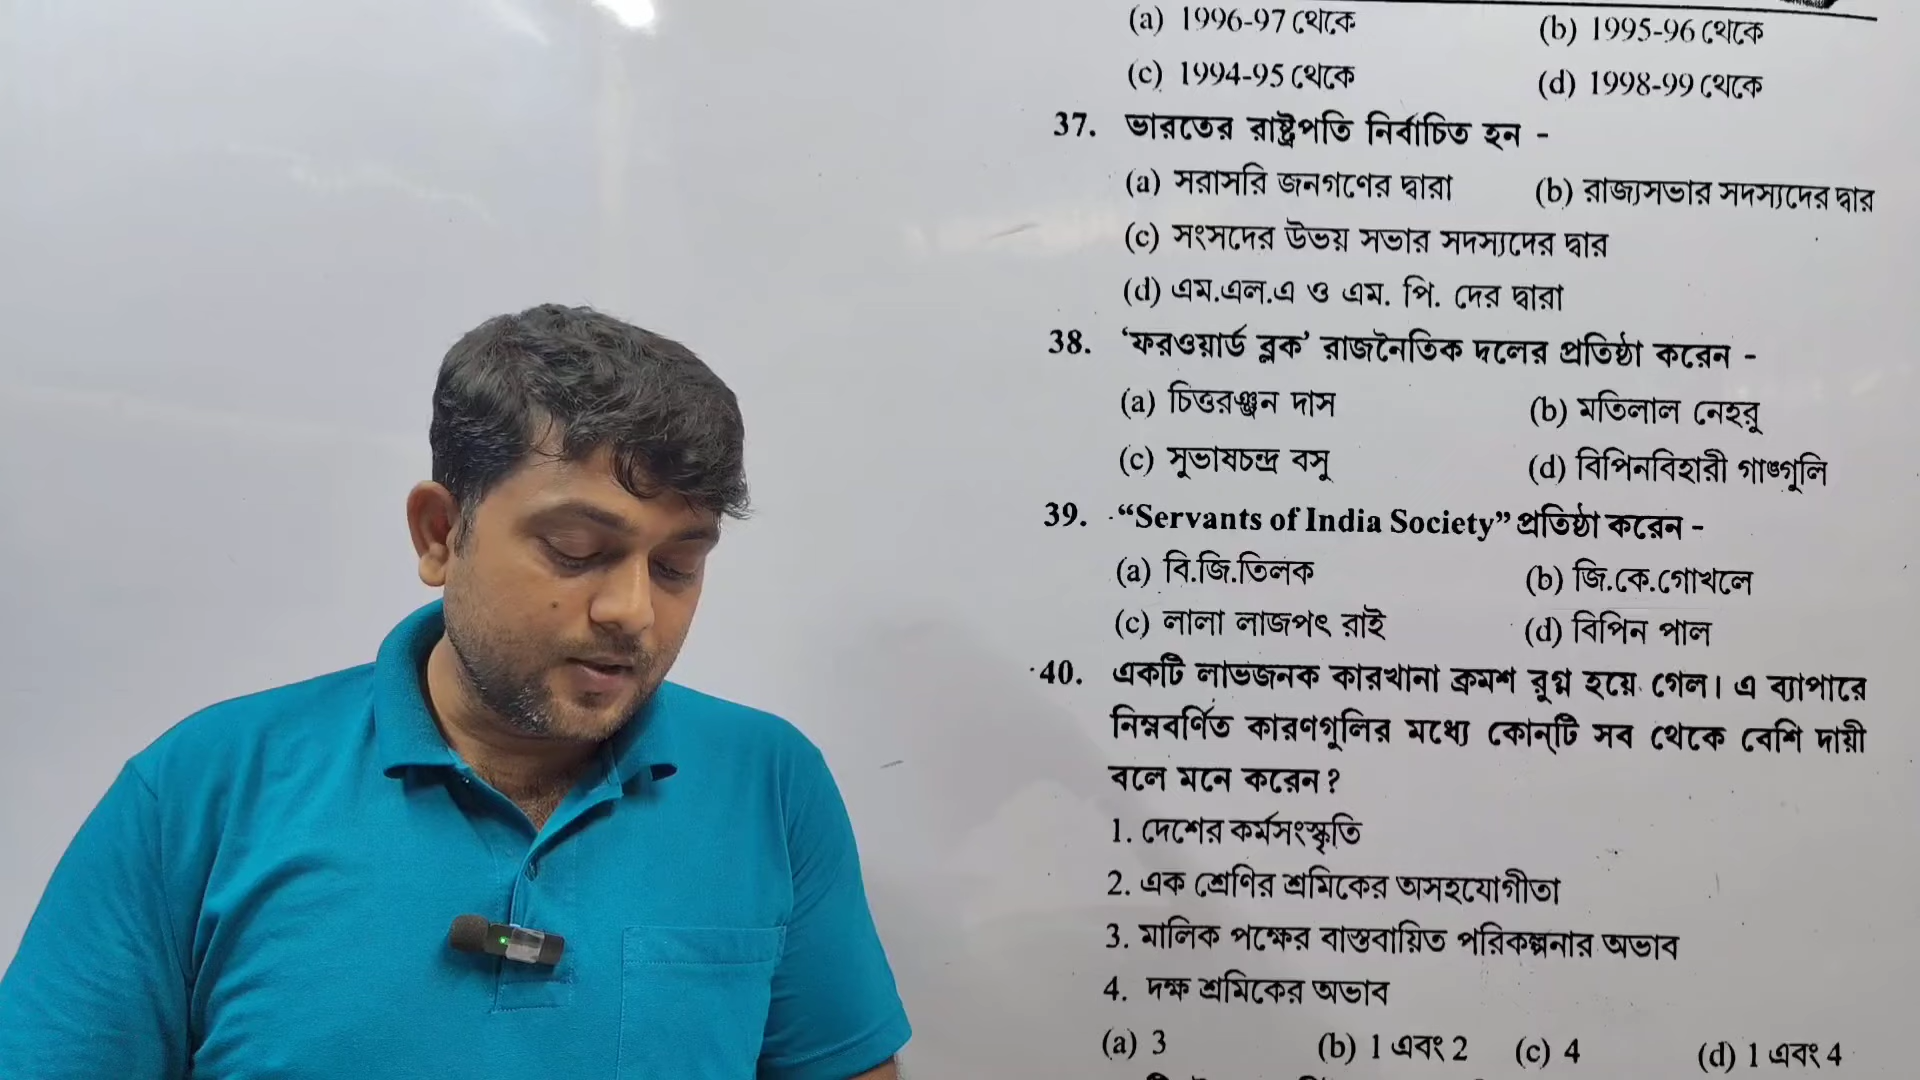 (a) 1996-97 থেকে (b) 1995-96 থেকে
(c) 1994-95 থেকে (d) 1998-99 থেকে
37. ভারতের রাষ্ট্রপতি নির্বাচিত হন -
(a) সরাসরি জনগণের দ্বারা (b) রাজ্যসভার সদস্যদের দ্বার
(c) সংসদের উভয় সভার সদস্যদের দ্বার
(d) এম.এল.এ ও এম. পি. দের দ্বারা
38. ‘ফরওয়ার্ড ব্লক’ রাজনৈতিক দলের প্রতিষ্ঠা করেন -
(a) চিত্তরঞ্জন দাস (b) মতিলাল নেহরু
(c) সুভাষচন্দ্র বসু (d) বিপিনবিহারী গাঙ্গুলি
39. “Servants of India Society” প্রতিষ্ঠা করেন -
(a) বি.জি.তিলক (b) জি.কে.গোখলে
(c) লালা লাজপৎ রাই (d) বিপিন পাল
40. একটি লাভজনক কারখানা ক্রমশ রুগ্ন হয়ে গেল। এ ব্যাপারে
নিম্নবর্ণিত কারণগুলির মধ্যে কোন্‌টি সব থেকে বেশি দায়ী
বলে মনে করেন?
1. দেশের কর্মসংস্কৃতি
2. এক শ্রেণির শ্রমিকের অসহযোগীতা
3. মালিক পক্ষের বাস্তবায়িত পরিকল্পনার অভাব
4. দক্ষ শ্রমিকের অভাব
(a) 3 (b) 1 এবং 2 (c) 4 (d) 1 এবং 4